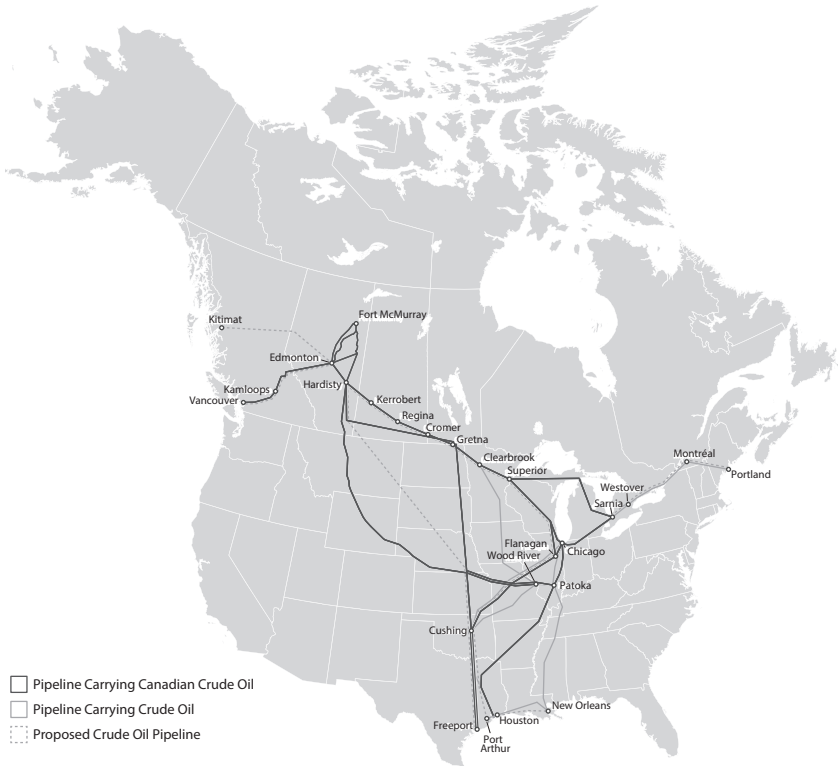 Kitimat
Fort McMurray
Edmonton
Hardisty
Kamloops
Vancouver
Kerrobert
Regina
Cromer
Gretna
Clearbrook
Superior
Montréal
Portland
Westover
Sarnia
Flanagan
Chicago
Wood River
Patoka
Cushing
Pipeline Carrying Canadian Crude Oil
Pipeline Carrying Crude Oil
Proposed Crude Oil Pipeline
New Orleans
Houston
Freeport
Port
Arthur